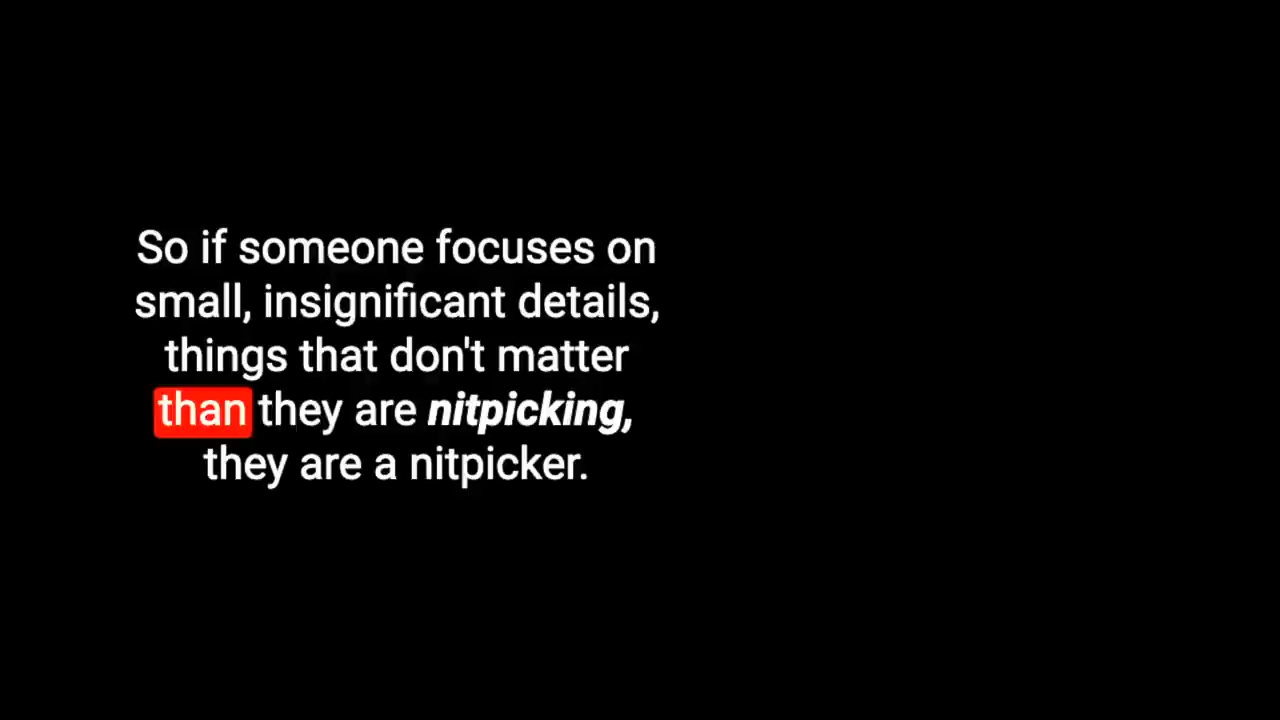 So if someone focuses on
small, insignificant details,
things that don't matter
than they are nitpicking,
they are a nitpicker.